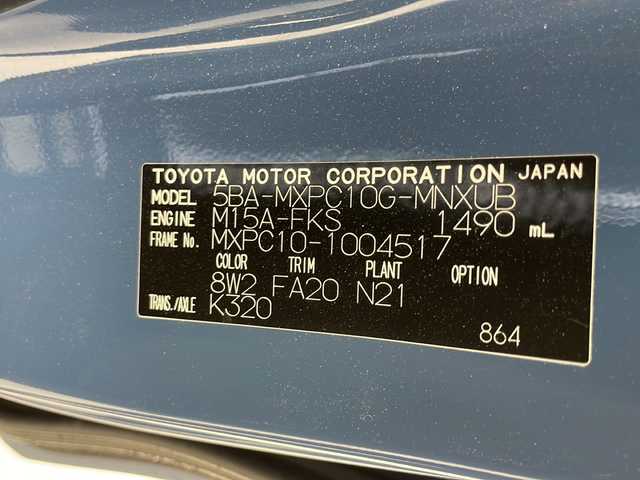 TOYOTA MOTOR CORPORATION JAPAN
MODEL 5BA-MXPC10G-MNXUB
ENGINE M15A-FKS 1490 mL
FRAME No. MXPC10-1004517
COLOR TRIM PLANT OPTION
8W2 FA20 N21
TRANS./AXLE K320
864